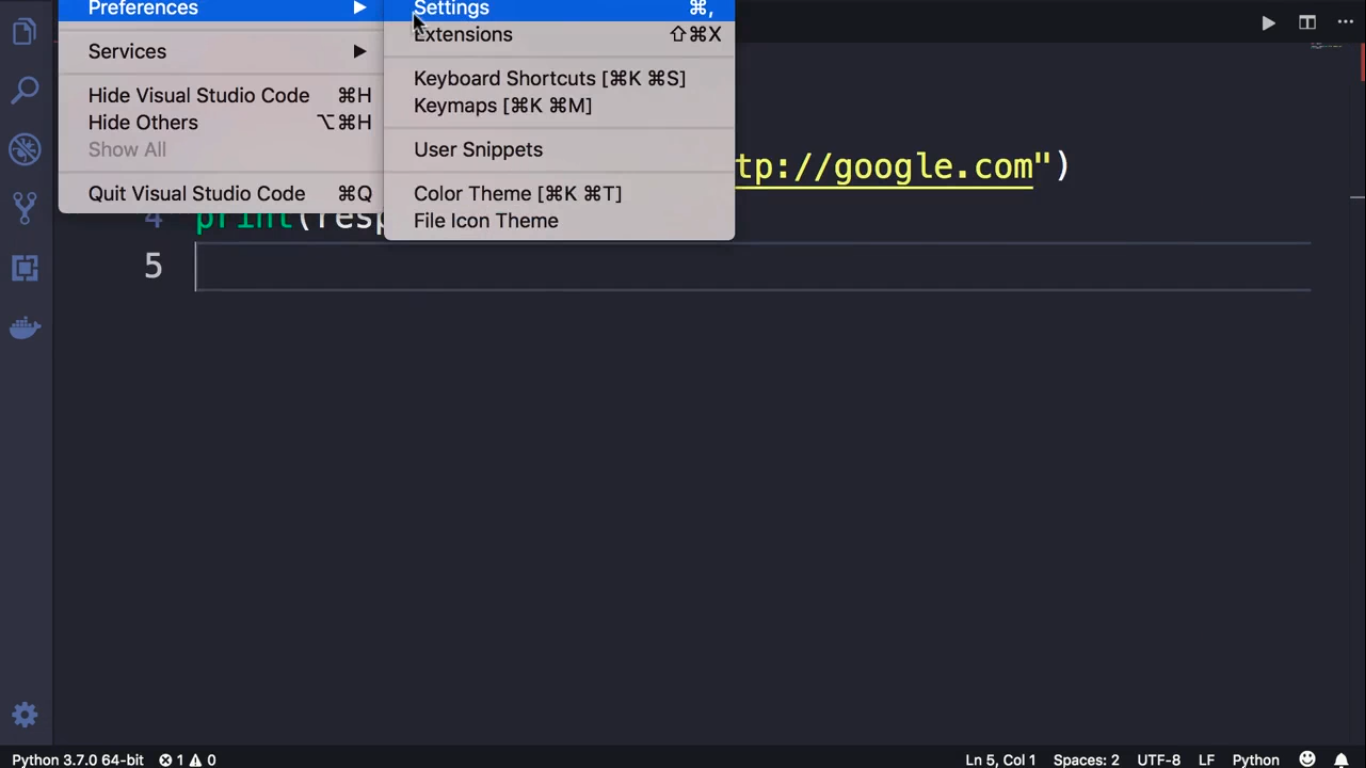 Preferences ▶
Settings ⌘,
Extensions ⇧⌘X
Services ▶
Keyboard Shortcuts [⌘K ⌘S]
Hide Visual Studio Code ⌘H
Keymaps [⌘K ⌘M]
Hide Others ⌥⌘H
Show All
User Snippets
tp://google.com")
Quit Visual Studio Code ⌘Q
Color Theme [⌘K ⌘T]
4 print(resp
File Icon Theme
5
Python 3.7.0 64-bit 1 0 Ln 5, Col 1 Spaces: 2 UTF-8 LF Python